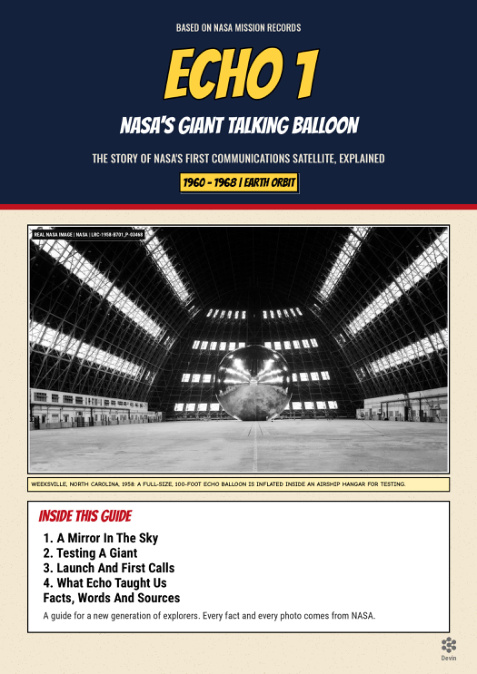 BASED ON NASA MISSION RECORDS
ECHO 1
NASA'S GIANT TALKING BALLOON
THE STORY OF NASA'S FIRST COMMUNICATIONS SATELLITE, EXPLAINED
1960 - 1968 | EARTH ORBIT
REAL NASA IMAGE | NASA | LRC-1958-B701_P-02468
WEEKSVILLE, NORTH CAROLINA, 1958: A FULL-SIZE, 100-FOOT ECHO BALLOON IS INFLATED INSIDE AN AIRSHIP HANGAR FOR TESTING.
INSIDE THIS GUIDE
1. A Mirror In The Sky
2. Testing A Giant
3. Launch And First Calls
4. What Echo Taught Us
Facts, Words And Sources
A guide for a new generation of explorers. Every fact and every photo comes from NASA.
Devin